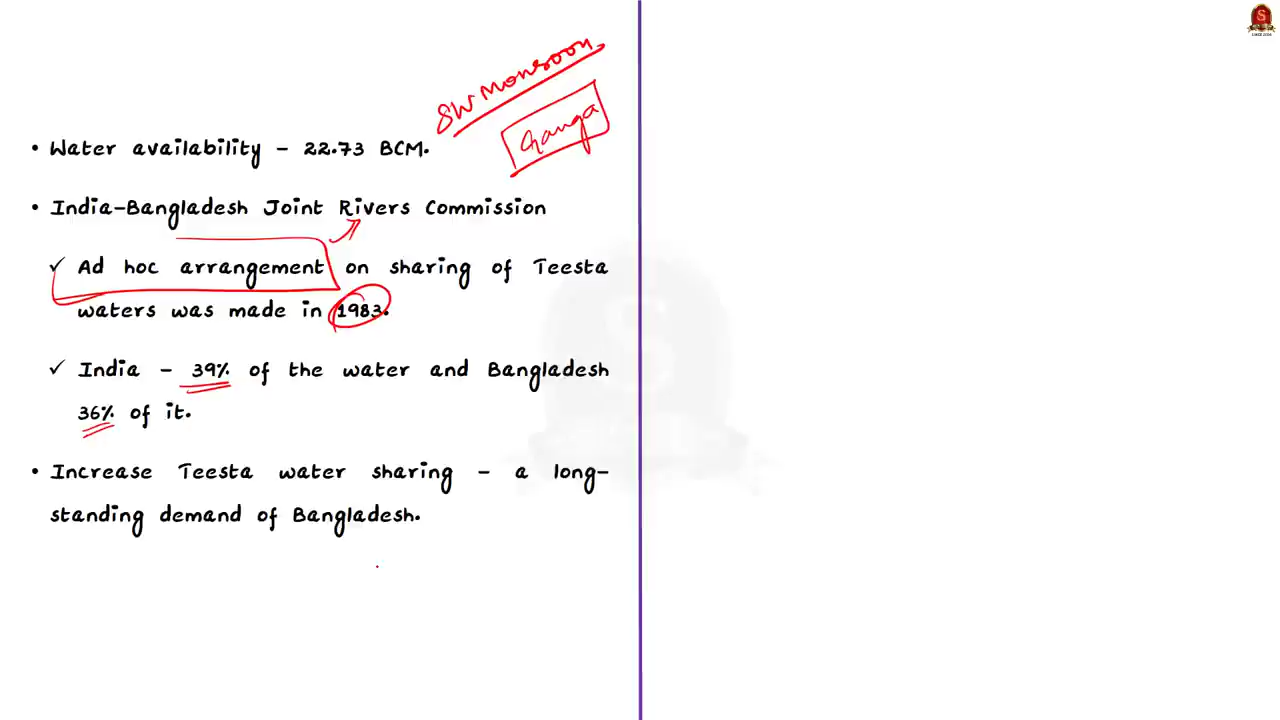 SW Monsoon
Ganga
• Water availability – 22.73 BCM.
• India-Bangladesh Joint Rivers Commission
✓ Ad hoc arrangement on sharing of Teesta
waters was made in 1983.
✓ India – 39% of the water and Bangladesh
36% of it.
• Increase Teesta water sharing – a long-
standing demand of Bangladesh.
S